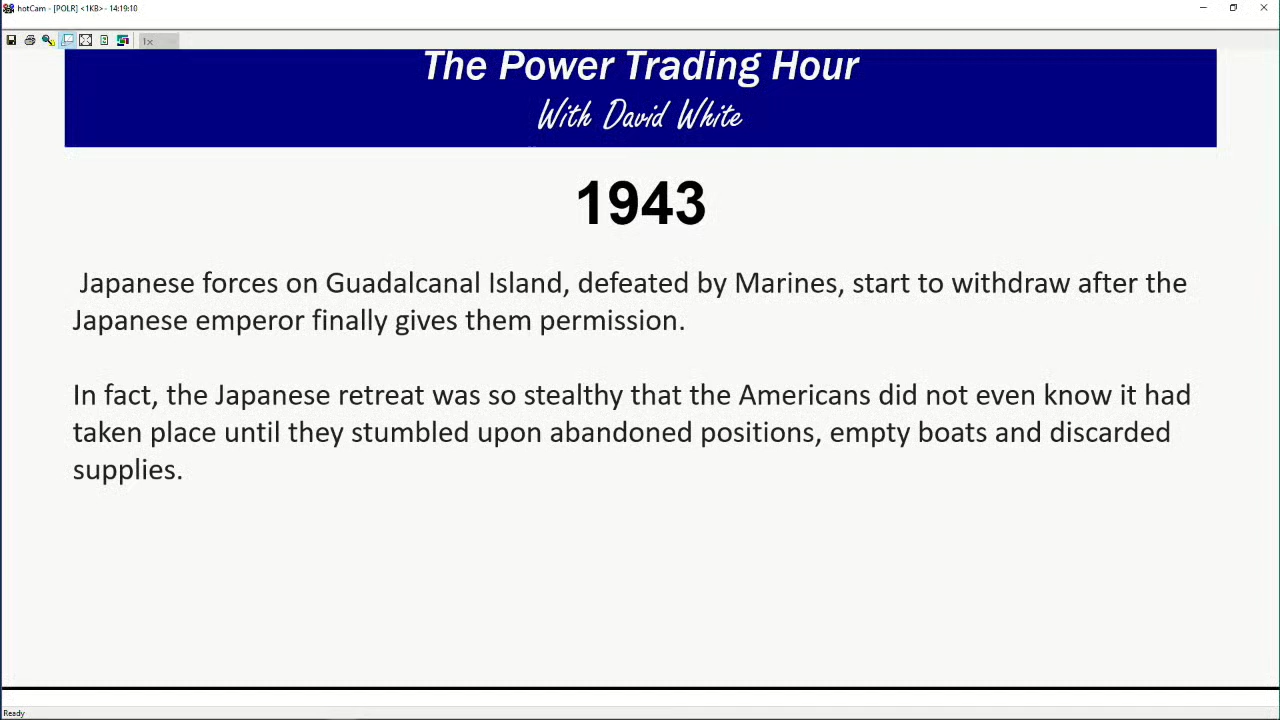 hotCam - [POLR] <1KB> - 14:19:10
1x
The Power Trading Hour
With David White
1943
Japanese forces on Guadalcanal Island, defeated by Marines, start to withdraw after the
Japanese emperor finally gives them permission.
In fact, the Japanese retreat was so stealthy that the Americans did not even know it had
taken place until they stumbled upon abandoned positions, empty boats and discarded
supplies.
Ready